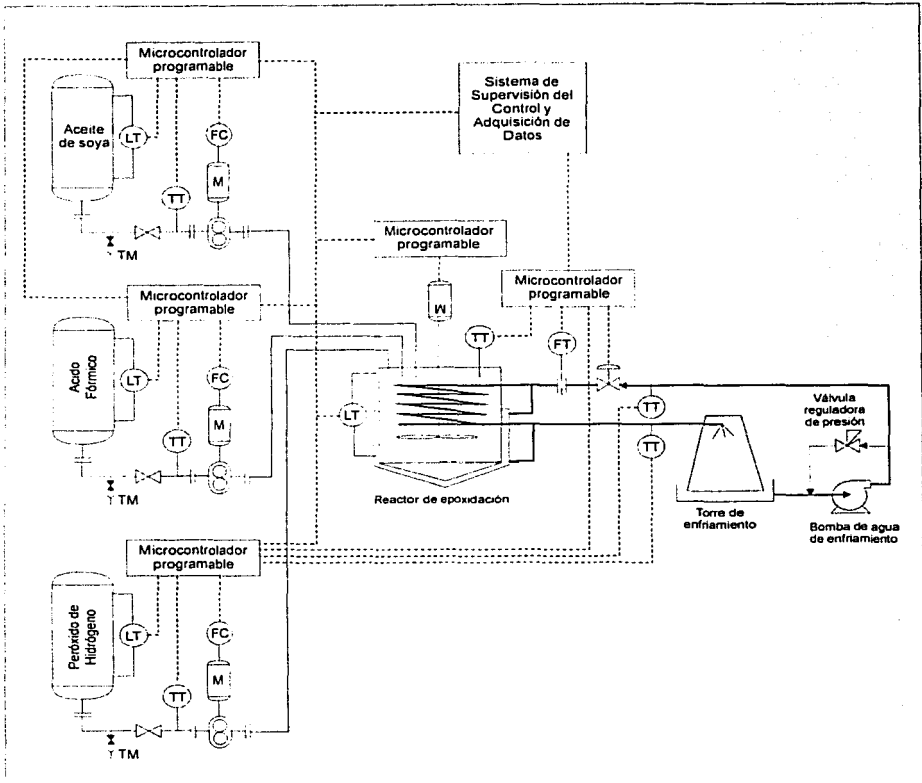 Microcontrolador
programable
Aceite
de soya
LT
FC
M
TT
TM
Sistema de
Supervisión del
Control y
Adquisición de
Datos
Microcontrolador
programable
M
Microcontrolador
programable
TT
FT
Microcontrolador
programable
Acido
Fórmico
LT
FC
M
TT
TM
LT
Reactor de epoxidación
TT
TT
Válvula
reguladora
de presión
Torre de
enfriamiento
Bomba de agua
de enfriamiento
Microcontrolador
programable
Peróxido de
Hidrógeno
LT
FC
M
TT
TM